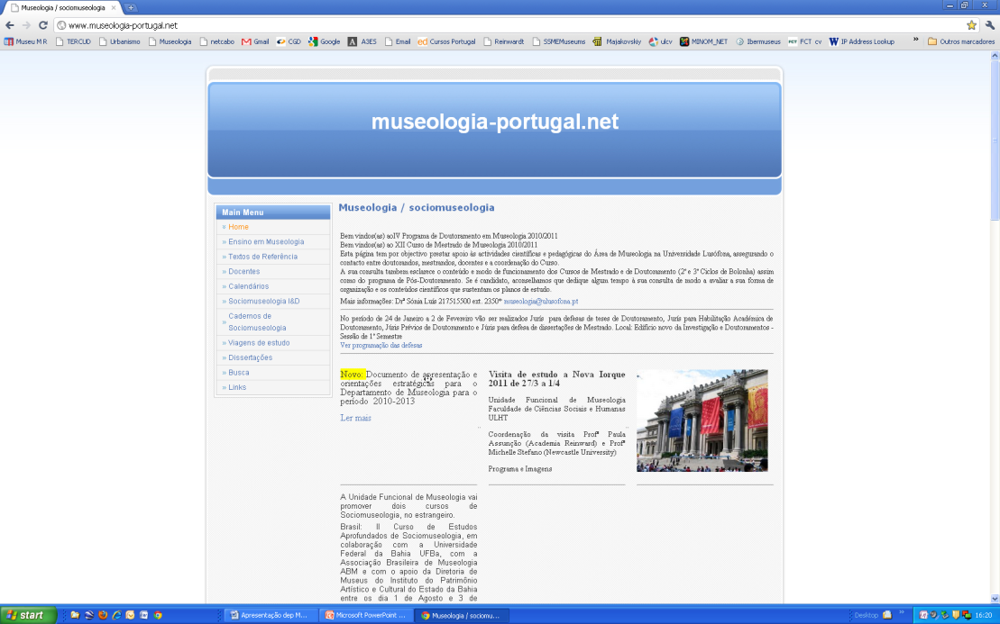 Museologia / sociomuseologia
www.museologia-portugal.net
Museu M R
TERCUD
Urbanismo
Museologia
netcabo
Gmail
CGD
Google
A3ES
Email
Cursos Portugal
Reinwardt
SSMEMuseums
Majakovskiy
ulcv
MINOM_NET
Ibermuseus
FCT cv
IP Address Lookup
»
Outros marcadores
museologia-portugal.net
Main Menu
» Home
» Ensino em Museologia
» Textos de Referência
» Docentes
» Calendários
» Sociomuseologia I&D
» Cadernos de
Sociomuseologia
» Viagens de estudo
» Dissertações
» Busca
» Links
Museologia / sociomuseologia
Bem vindos(as) aoIV Programa de Doutoramento em Museologia 2010/2011
Bem vindos(as) ao XII Curso de Mestrado de Museologia 2010/2011
Esta página tem por objectivo prestar apoio às actividades científicas e pedagógicas do Área de Museologia na Universidade Lusófona, assegurando o
contacto entre doutorandos, mestrandos, docentes e a coordenação do Curso.
A sua consulta tambem esclarece o conteúdo e modo de funcionamento dos Cursos de Mestrado e de Doutoramento (2º e 3º Ciclos de Bolonha) assim
como do programa de Pós-Doutoramento. Se é candidato, aconselhamos que dedique algun tempo à sua consulta de modo a avaliar a sua forma de
organização e os conteúdos científicos que sustentam os planos de estudo.
Mais informações: Drª Sónia Luís 217515500 ext. 2350* museologia@ulusofona.pt
No período de 24 de Janeiro a 2 de Fevereiro vão ser realizados Jurís para defesas de teses de Doutoramento, Jurís para Habilitação Académica de
Doutoramento, Júris Prévios de Doutoramento e Júris para defesa de dissertações de Mestrado. Local: Edifício novo da Investigação e Doutoramentos -
Sessão de 1º Semestre
Ver programação das defesas
Novo: Documento de apresentação e
orientações estratégicas para o
Departamento de Museologia para o
período 2010-2013
Ler mais
Visita de estudo a Nova Iorque
2011 de 27/3 a 1/4
Unidade Funcional de Museologia
Faculdade de Ciências Sociais e Humanas
ULHT
Coordenação da visita Profª Paula
Assunção (Academia Reinward) e Profª
Michelle Stefano (Newcastle University)
Programa e Imagens
A Unidade Funcional de Museologia vai
promover dois cursos de
Sociomuseologia, no estrangeiro.
Brasil: II Curso de Estudos
Aprofundados de Sociomuseologia, em
colaboração com a Universidade
Federal da Bahia UFBa, com a
Associação Brasileira de Museologia
ABM e com o apoio da Diretoria de
Museus do Instituto do Patrimônio
Artístico e Cultural do Estado da Bahia
entre os dia 1 de Agosto e 3 de
start
Apresentação dep M...
Microsoft PowerPoint ...
Museologia / sociomu...
Desktop
»
16:20